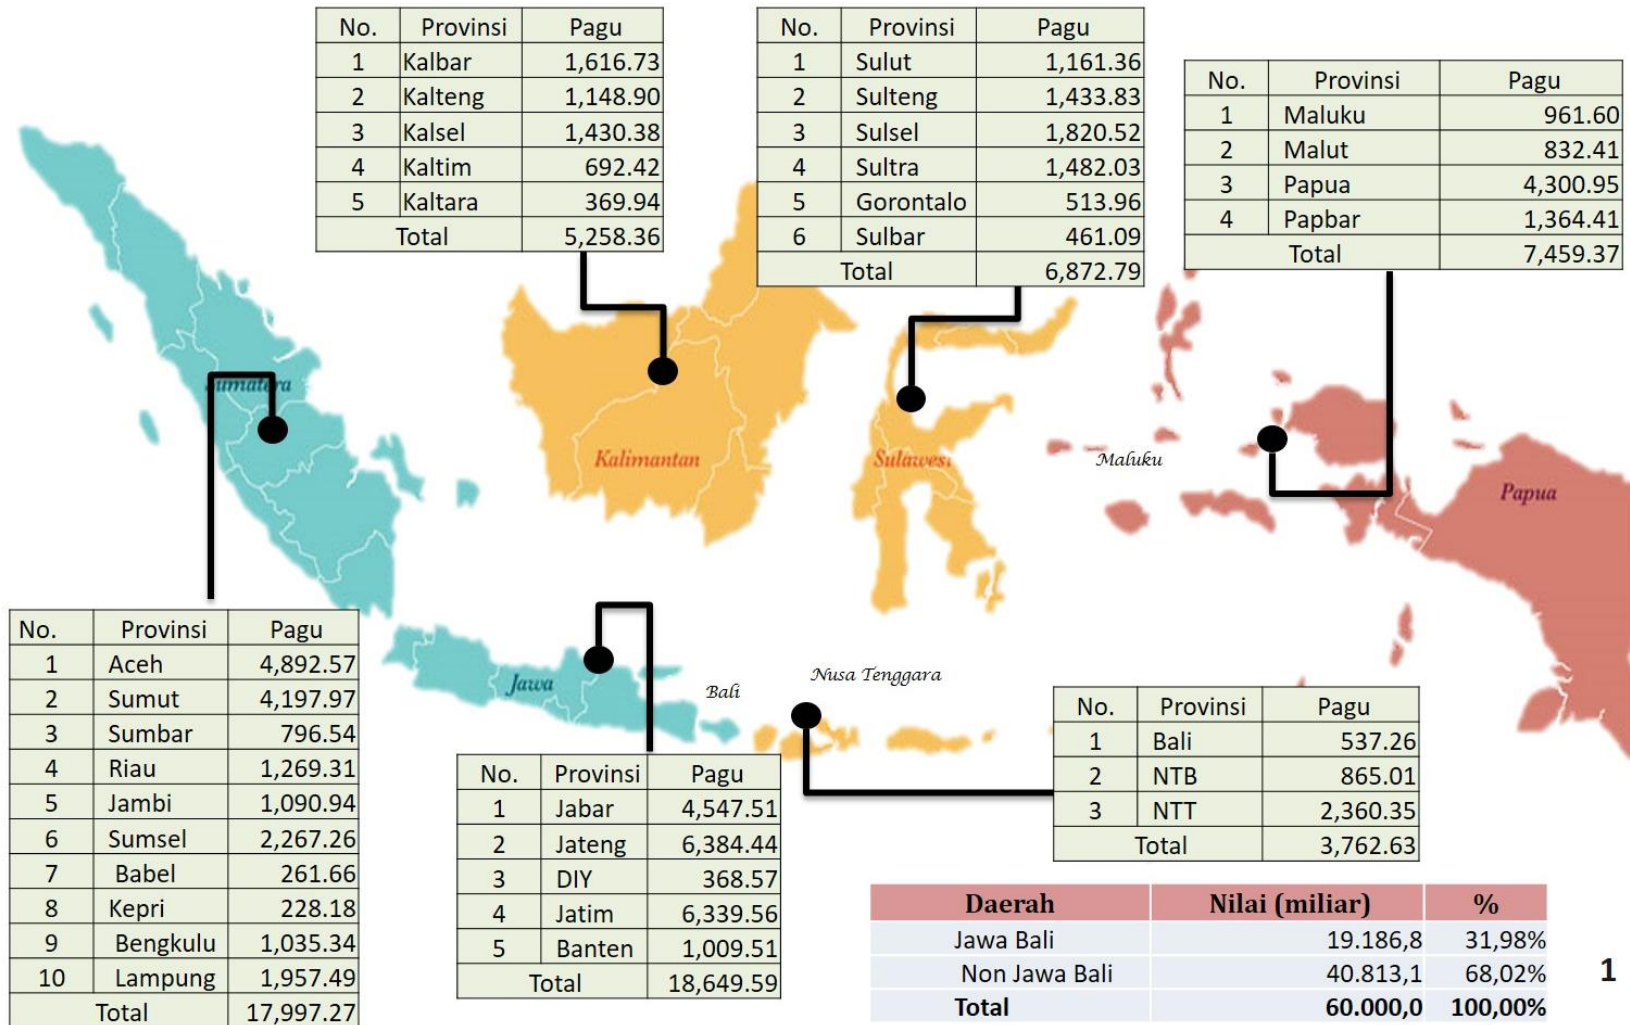 No. Provinsi Pagu
1 Kalbar 1,616.73
2 Kalteng 1,148.90
3 Kalsel 1,430.38
4 Kaltim 692.42
5 Kaltara 369.94
Total 5,258.36
No. Provinsi Pagu
1 Sulut 1,161.36
2 Sulteng 1,433.83
3 Sulsel 1,820.52
4 Sultra 1,482.03
5 Gorontalo 513.96
6 Sulbar 461.09
Total 6,872.79
No. Provinsi Pagu
1 Maluku 961.60
2 Malut 832.41
3 Papua 4,300.95
4 Papbar 1,364.41
Total 7,459.37
Sumatera
Kalimantan
Sulawesi
Maluku
Papua
Jawa
Bali
Nusa Tenggara
No. Provinsi Pagu
1 Aceh 4,892.57
2 Sumut 4,197.97
3 Sumbar 796.54
4 Riau 1,269.31
5 Jambi 1,090.94
6 Sumsel 2,267.26
7 Babel 261.66
8 Kepri 228.18
9 Bengkulu 1,035.34
10 Lampung 1,957.49
Total 17,997.27
No. Provinsi Pagu
1 Jabar 4,547.51
2 Jateng 6,384.44
3 DIY 368.57
4 Jatim 6,339.56
5 Banten 1,009.51
Total 18,649.59
No. Provinsi Pagu
1 Bali 537.26
2 NTB 865.01
3 NTT 2,360.35
Total 3,762.63
Daerah Nilai (miliar) %
Jawa Bali 19.186,8 31,98%
Non Jawa Bali 40.813,1 68,02%
Total 60.000,0 100,00%
1